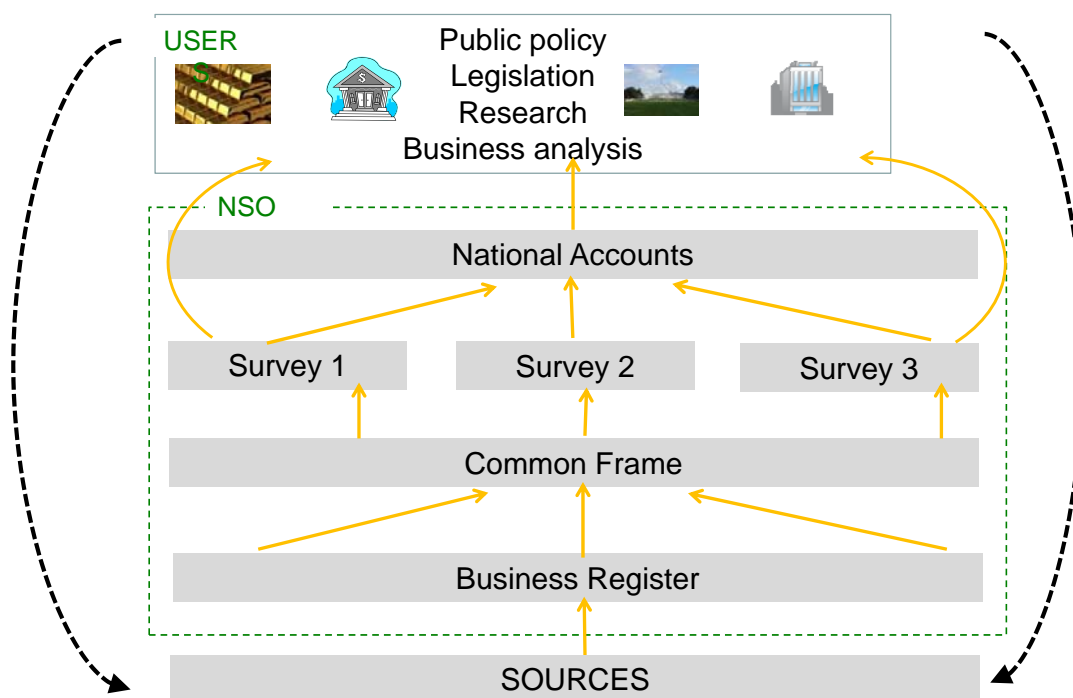 USER
S
Public policy
Legislation
Research
Business analysis
$
NSO
National Accounts
Survey 1
Survey 2
Survey 3
Common Frame
Business Register
SOURCES